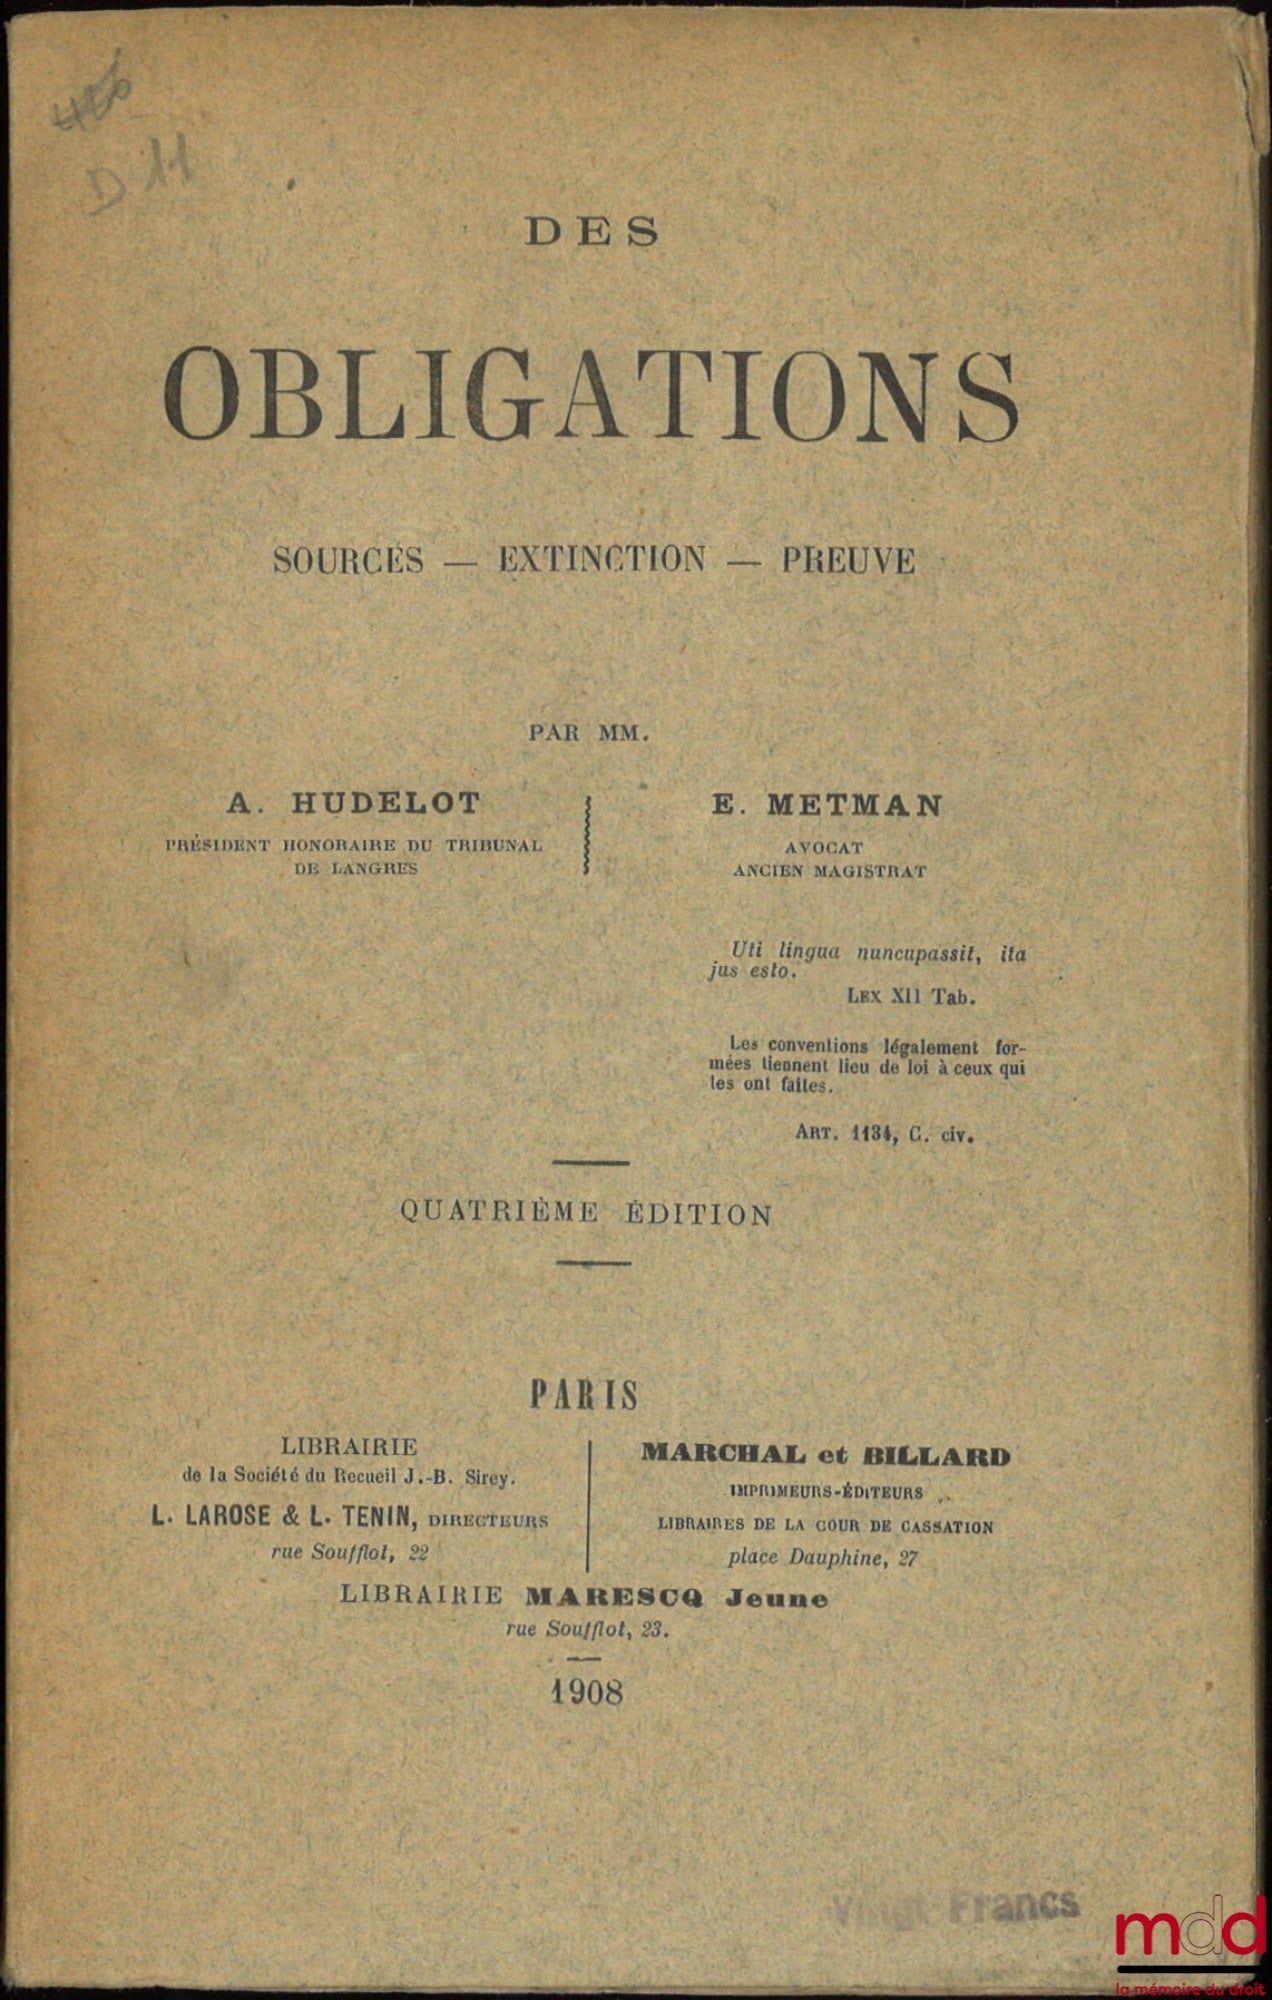 D 11
DES
OBLIGATIONS
SOURCES — EXTINCTION — PREUVE
PAR MM.
A. HUDELOT
PRÉSIDENT HONORAIRE DU TRIBUNAL
DE LANGRES
E. METMAN
AVOCAT
ANCIEN MAGISTRAT
Uti lingua nuncupassit, ita
jus esto.
LEX XII Tab.
Les conventions légalement for-
mées tiennent lieu de loi à ceux qui
les ont faites.
ART. 1134, C. civ.
QUATRIÈME ÉDITION
PARIS
LIBRAIRIE
de la Société du Recueil J.-B. Sirey.
L. LAROSE & L. TENIN, DIRECTEURS
rue Soufflot, 22
MARCHAL et BILLARD
IMPRIMEURS-ÉDITEURS
LIBRAIRES DE LA COUR DE CASSATION
place Dauphine, 27
LIBRAIRIE MARESCQ Jeune
rue Soufflot, 23.
1908
Vingt Francs
mdd
la mémoire du droit